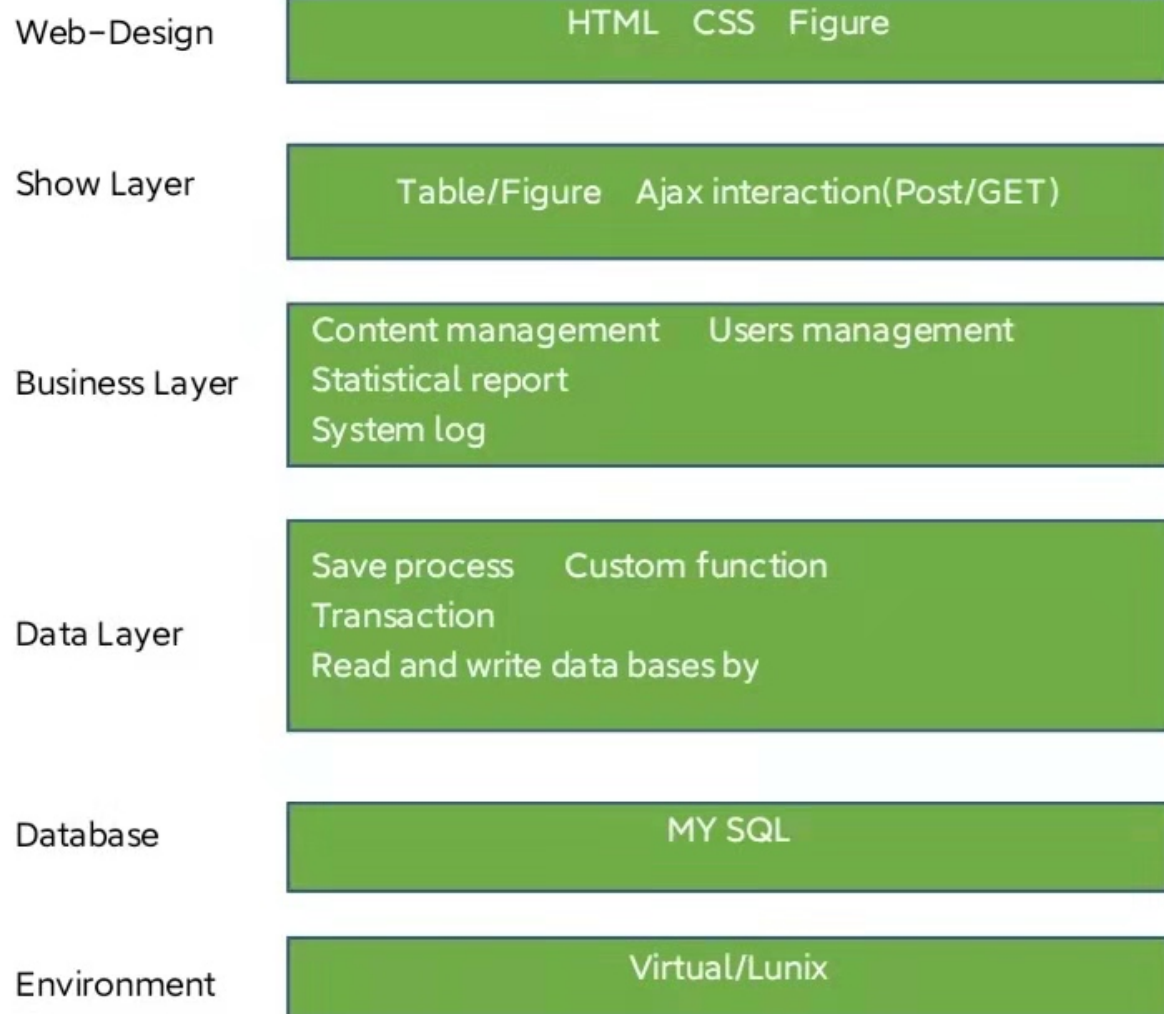 Web-Design
HTML CSS Figure
Show Layer
Table/Figure Ajax interaction(Post/GET)
Business Layer
Content management Users management
Statistical report
System log
Data Layer
Save process Custom function
Transaction
Read and write data bases by
Database
MY SQL
Environment
Virtual/Lunix